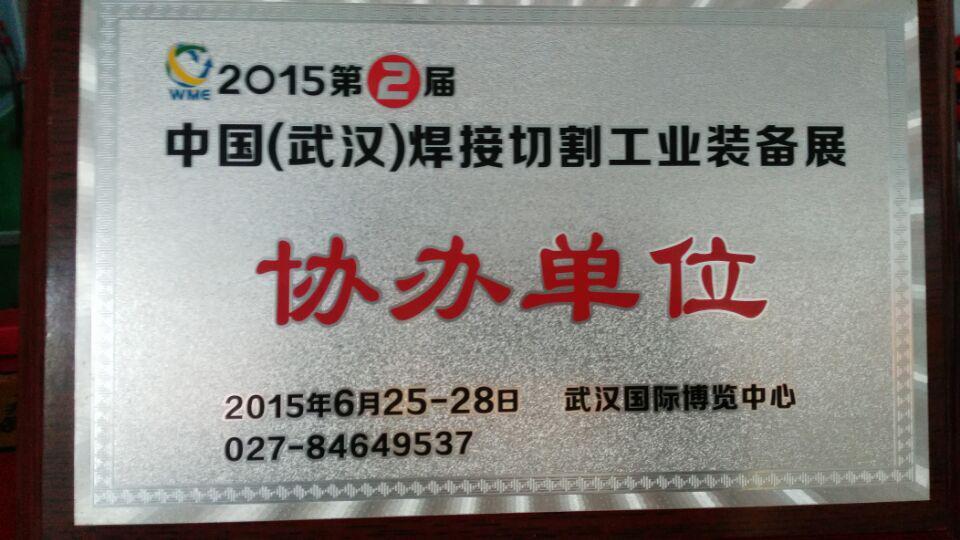 WME 2015第2届
中国(武汉)焊接切割工业装备展
协办单位
2015年6月25-28日 武汉国际博览中心
027-84649537